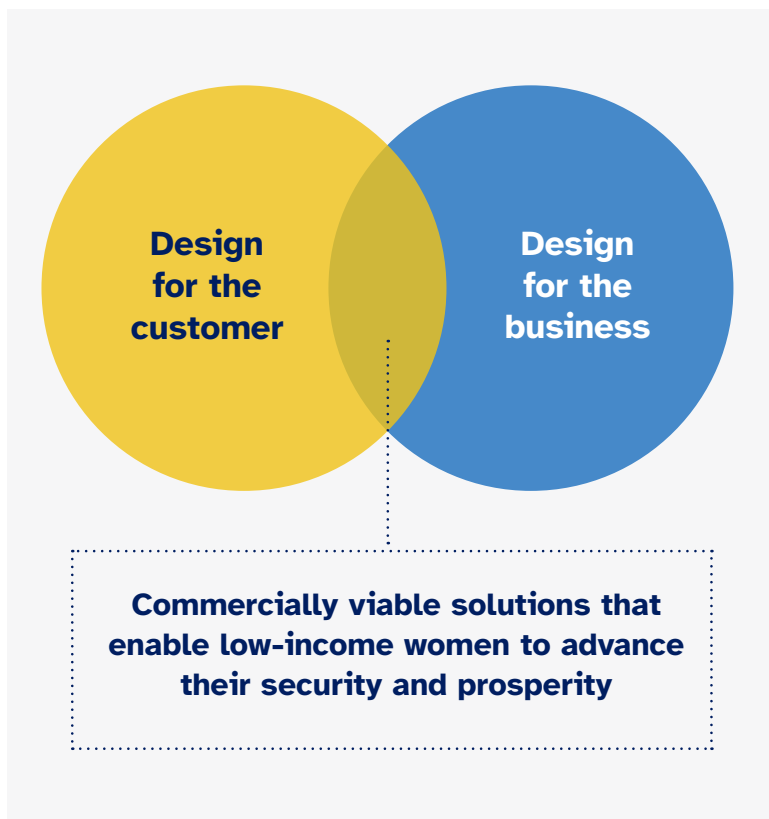 Design
for the
customer
Design
for the
business
Commercially viable solutions that
enable low-income women to advance
their security and prosperity